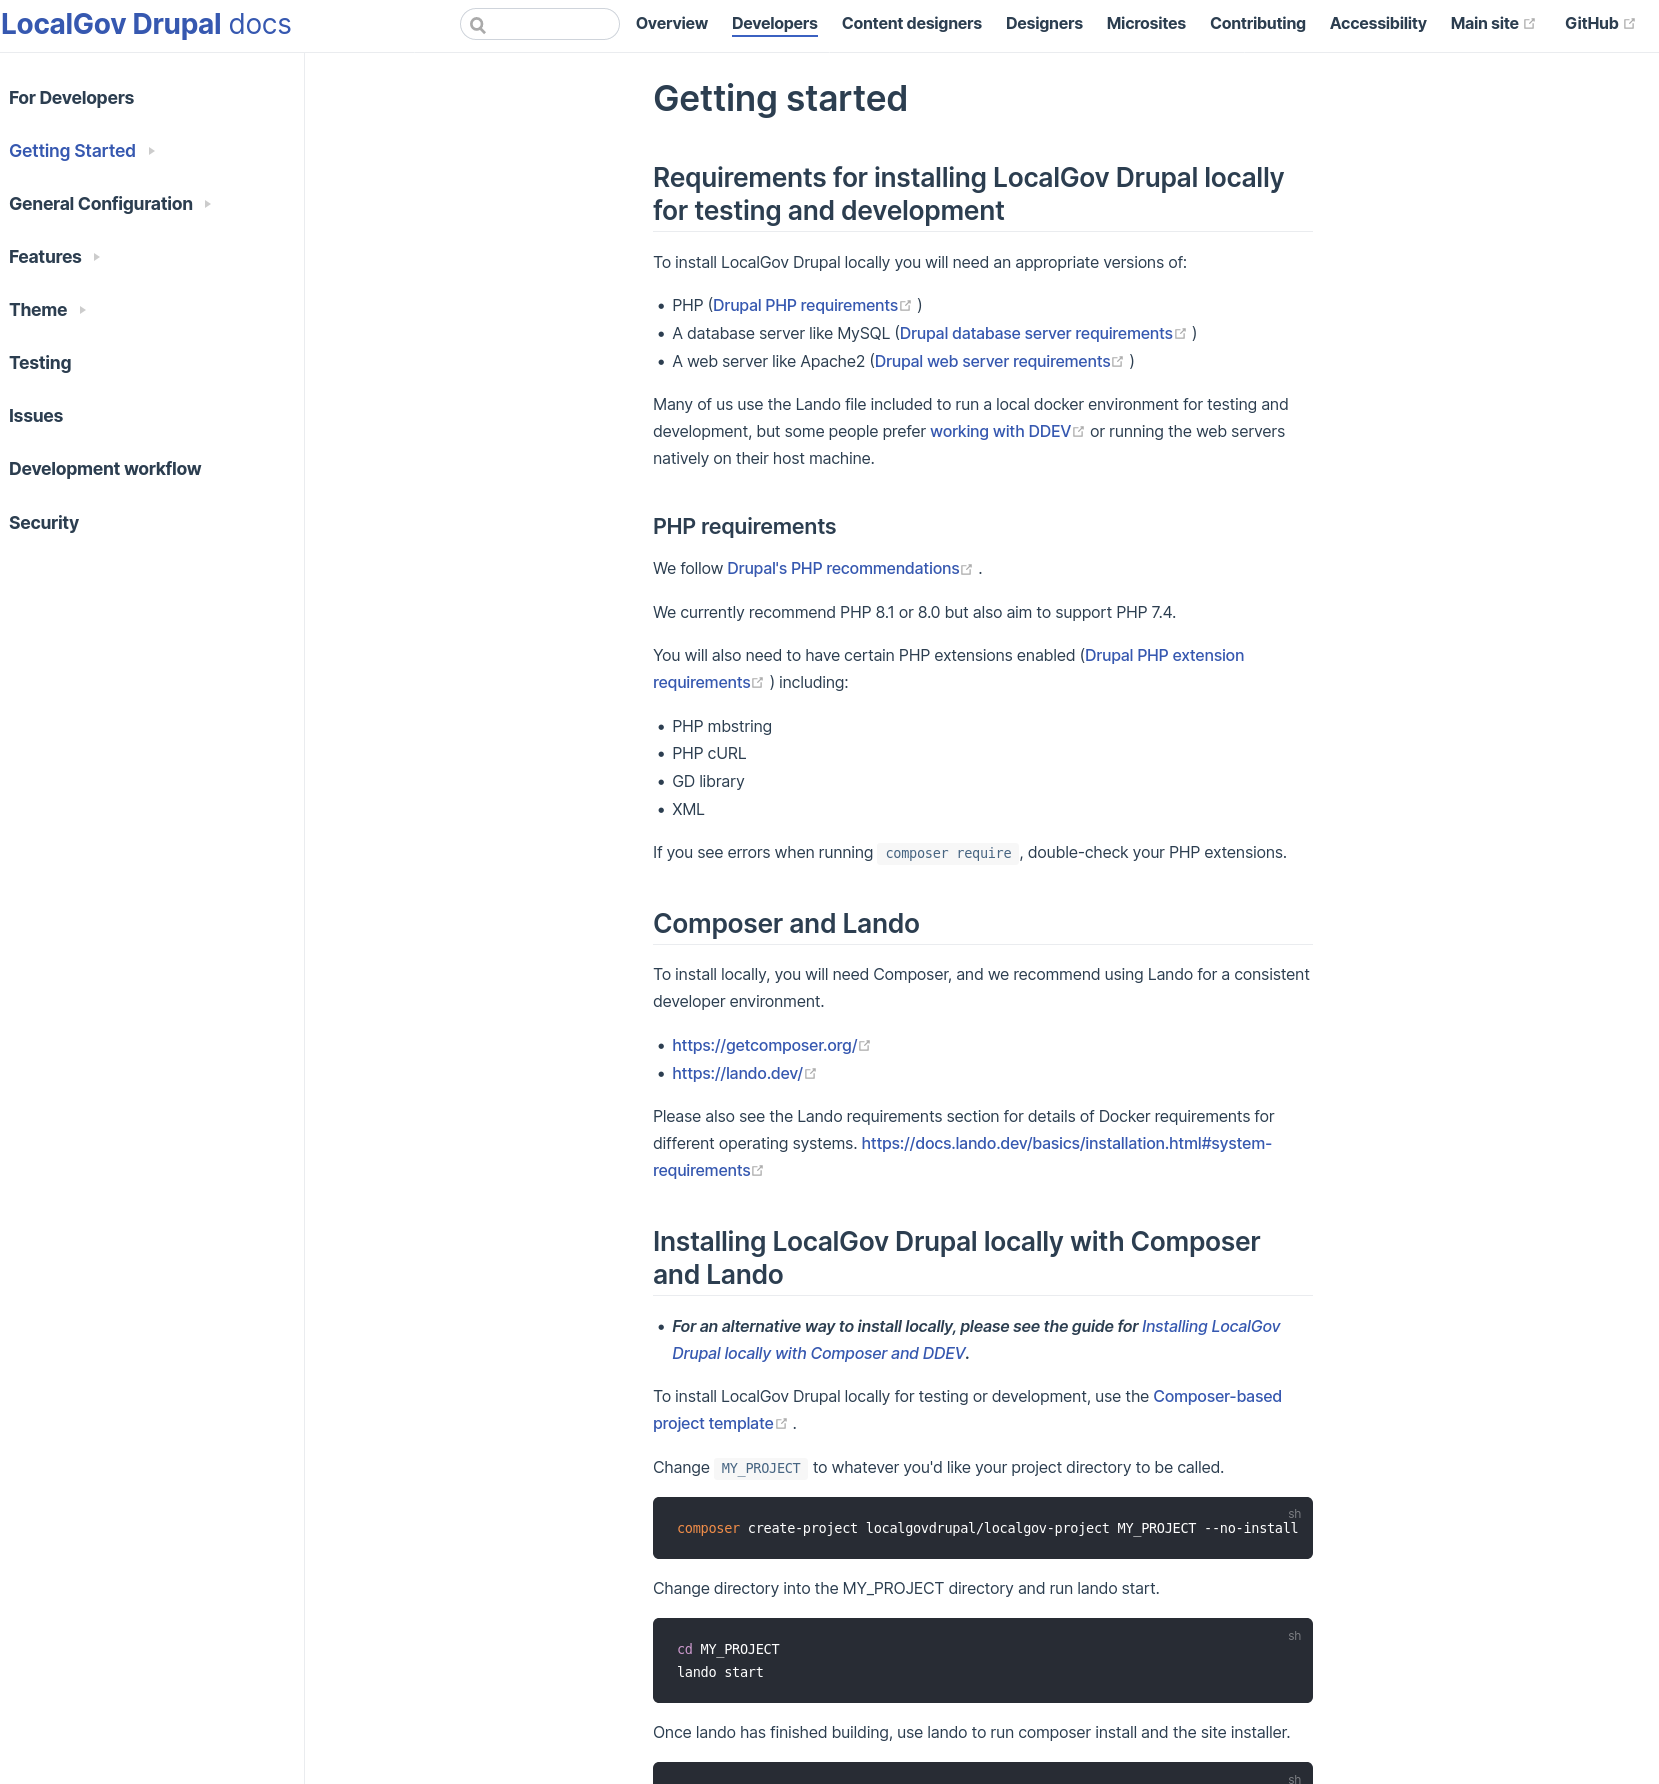 LocalGov Drupal docs
Overview Developers Content designers Designers Microsites Contributing Accessibility Main site GitHub
For Developers
Getting Started
General Configuration
Features
Theme
Testing
Issues
Development workflow
Security
Getting started
Requirements for installing LocalGov Drupal locally
for testing and development
To install LocalGov Drupal locally you will need an appropriate versions of:
• PHP (Drupal PHP requirements )
• A database server like MySQL (Drupal database server requirements )
• A web server like Apache2 (Drupal web server requirements )
Many of us use the Lando file included to run a local docker environment for testing and
development, but some people prefer working with DDEV or running the web servers
natively on their host machine.
PHP requirements
We follow Drupal's PHP recommendations .
We currently recommend PHP 8.1 or 8.0 but also aim to support PHP 7.4.
You will also need to have certain PHP extensions enabled (Drupal PHP extension
requirements ) including:
• PHP mbstring
• PHP cURL
• GD library
• XML
If you see errors when running composer require, double-check your PHP extensions.
Composer and Lando
To install locally, you will need Composer, and we recommend using Lando for a consistent
developer environment.
• https://getcomposer.org/
• https://lando.dev/
Please also see the Lando requirements section for details of Docker requirements for
different operating systems. https://docs.lando.dev/basics/installation.html#system-
requirements
Installing LocalGov Drupal locally with Composer
and Lando
• For an alternative way to install locally, please see the guide for Installing LocalGov
Drupal locally with Composer and DDEV.
To install LocalGov Drupal locally for testing or development, use the Composer-based
project template .
Change MY_PROJECT to whatever you'd like your project directory to be called.
sh
composer create-project localgovdrupal/localgov-project MY_PROJECT --no-install
Change directory into the MY_PROJECT directory and run lando start.
sh
cd MY_PROJECT
lando start
Once lando has finished building, use lando to run composer install and the site installer.
sh